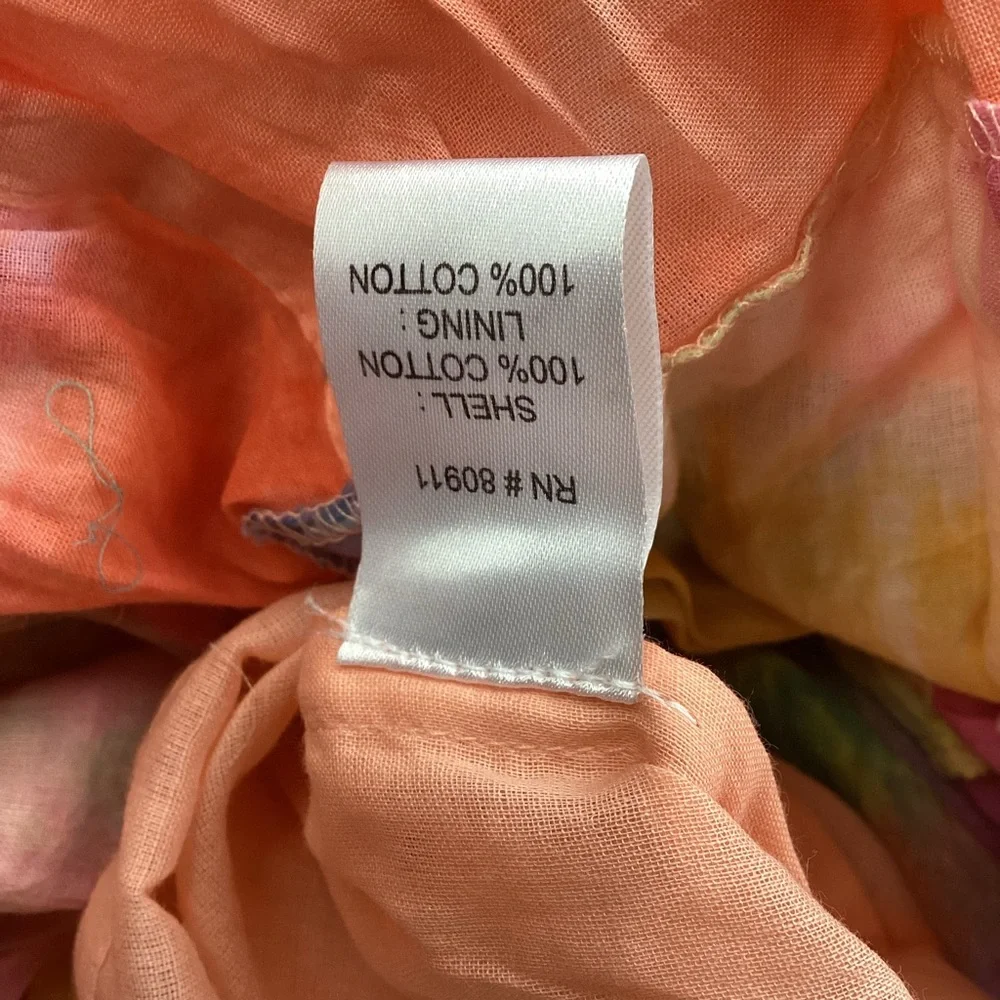 RN # 80911
SHELL :
100% COTTON
LINING :
100% COTTON